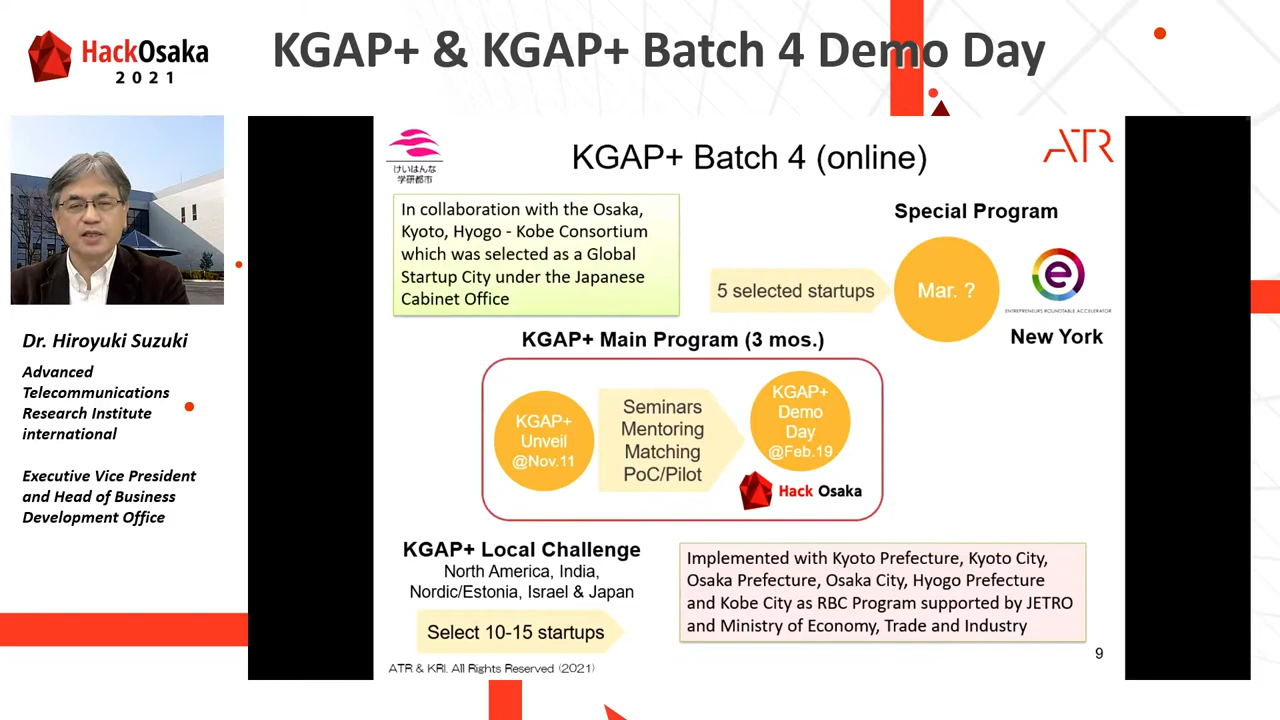 HackOsaka
2021
KGAP+ & KGAP+ Batch 4 Demo Day
Dr. Hiroyuki Suzuki
Advanced
Telecommunications
Research Institute
international
Executive Vice President
and Head of Business
Development Office
けいはんな
学研都市
KGAP+ Batch 4 (online)
ATR
In collaboration with the Osaka,
Kyoto, Hyogo - Kobe Consortium
which was selected as a Global
Startup City under the Japanese
Cabinet Office
Special Program
5 selected startups
Mar. ?
e
ENTREPRENEURS ROUNDTABLE ACCELERATOR
New York
KGAP+ Main Program (3 mos.)
KGAP+
Unveil
@Nov.11
Seminars
Mentoring
Matching
PoC/Pilot
KGAP+
Demo
Day
@Feb.19
Hack Osaka
KGAP+ Local Challenge
North America, India,
Nordic/Estonia, Israel & Japan
Select 10-15 startups
Implemented with Kyoto Prefecture, Kyoto City,
Osaka Prefecture, Osaka City, Hyogo Prefecture
and Kobe City as RBC Program supported by JETRO
and Ministry of Economy, Trade and Industry
ATR & KRI. All Rights Reserved (2021)
9